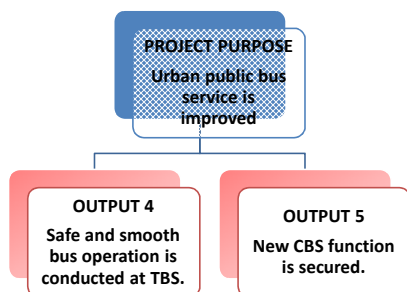 PROJECT PURPOSE
Urban public bus
service is
improved
OUTPUT 4
Safe and smooth
bus operation is
conducted at TBS.
OUTPUT 5
New CBS function
is secured.